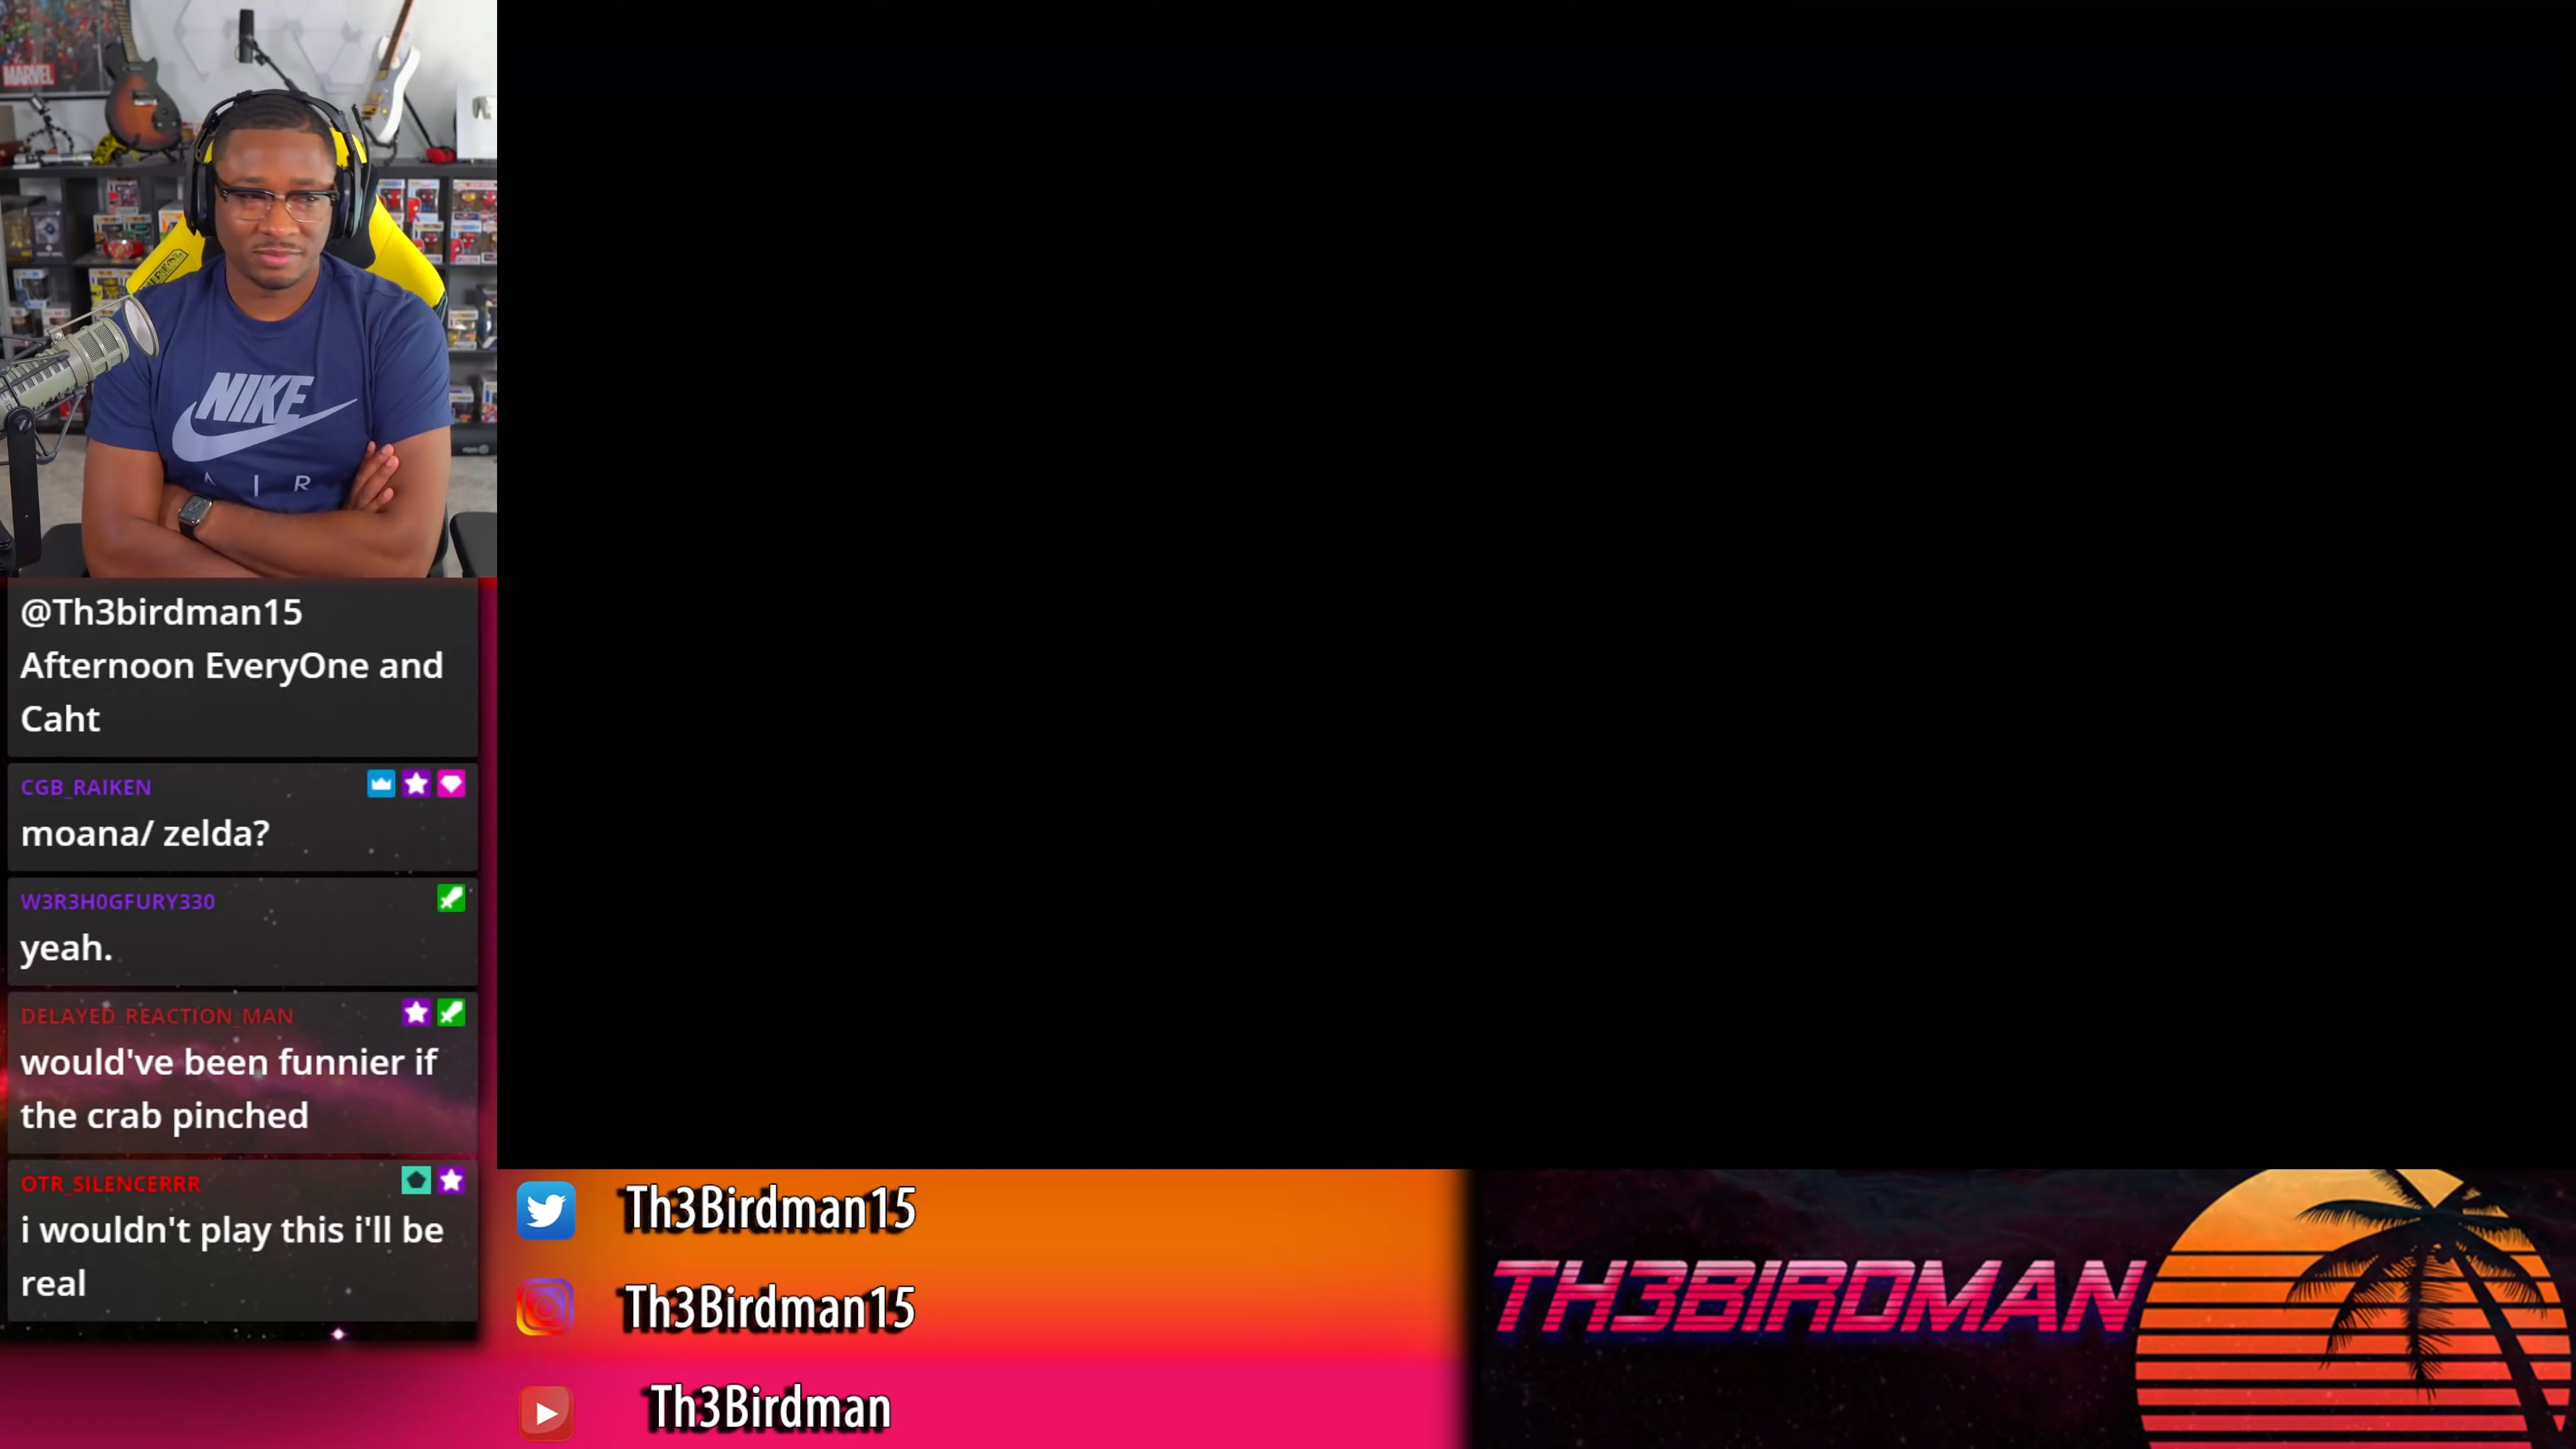 MARVEL
NIKE
AIR
@Th3birdman15
Afternoon EveryOne and
Caht
CGB_RAIKEN
moana/ zelda?
W3R3H0GFURY330
yeah.
DELAYED_REACTION_MAN
would've been funnier if
the crab pinched
OTR_SILENCERRR
i wouldn't play this i'll be
real
Th3Birdman15
Th3Birdman15
Th3Birdman
TH3BIRDMAN